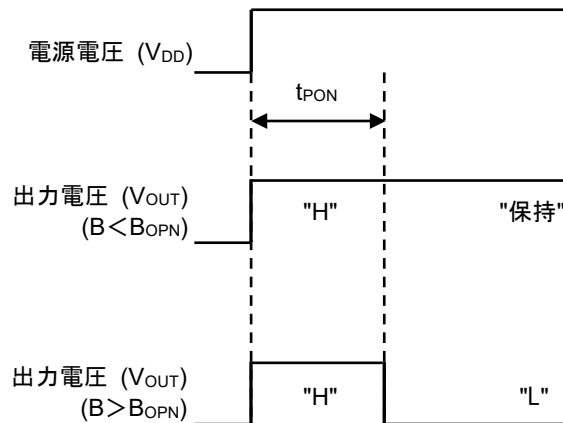 電源電圧 (VDD)
tPON
出力電圧 (VOUT)
(B<BOPN)
"H"
"保持"
出力電圧 (VOUT)
(B>BOPN)
"H"
"L"